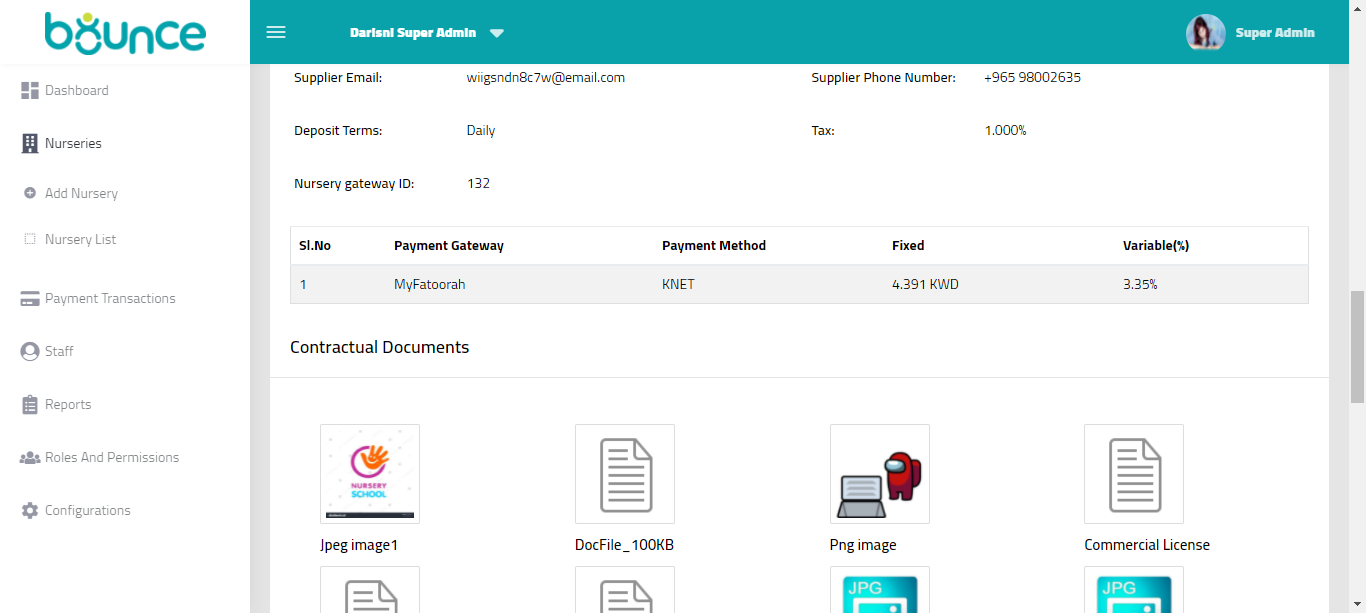 bounce
Darisni Super Admin
Super Admin
Dashboard
Nurseries
Add Nursery
Nursery List
Payment Transactions
Staff
Reports
Roles And Permissions
Configurations
Supplier Email: wiigsndn8c7w@email.com Supplier Phone Number: +965 98002635
Deposit Terms: Daily Tax: 1.000%
Nursery gateway ID: 132
Sl.No Payment Gateway Payment Method Fixed Variable(%)
1 MyFatoorah KNET 4.391 KWD 3.35%
Contractual Documents
NURSERY
SCHOOL
Jpeg image1 DocFile_100KB Png image Commercial License
JPG JPG